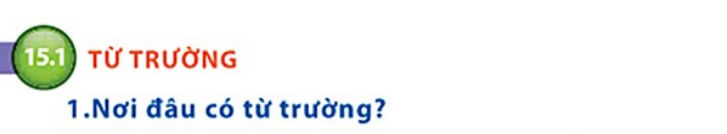 15.1 TỪ TRƯỜNG
1.Nơi đâu có từ trường?